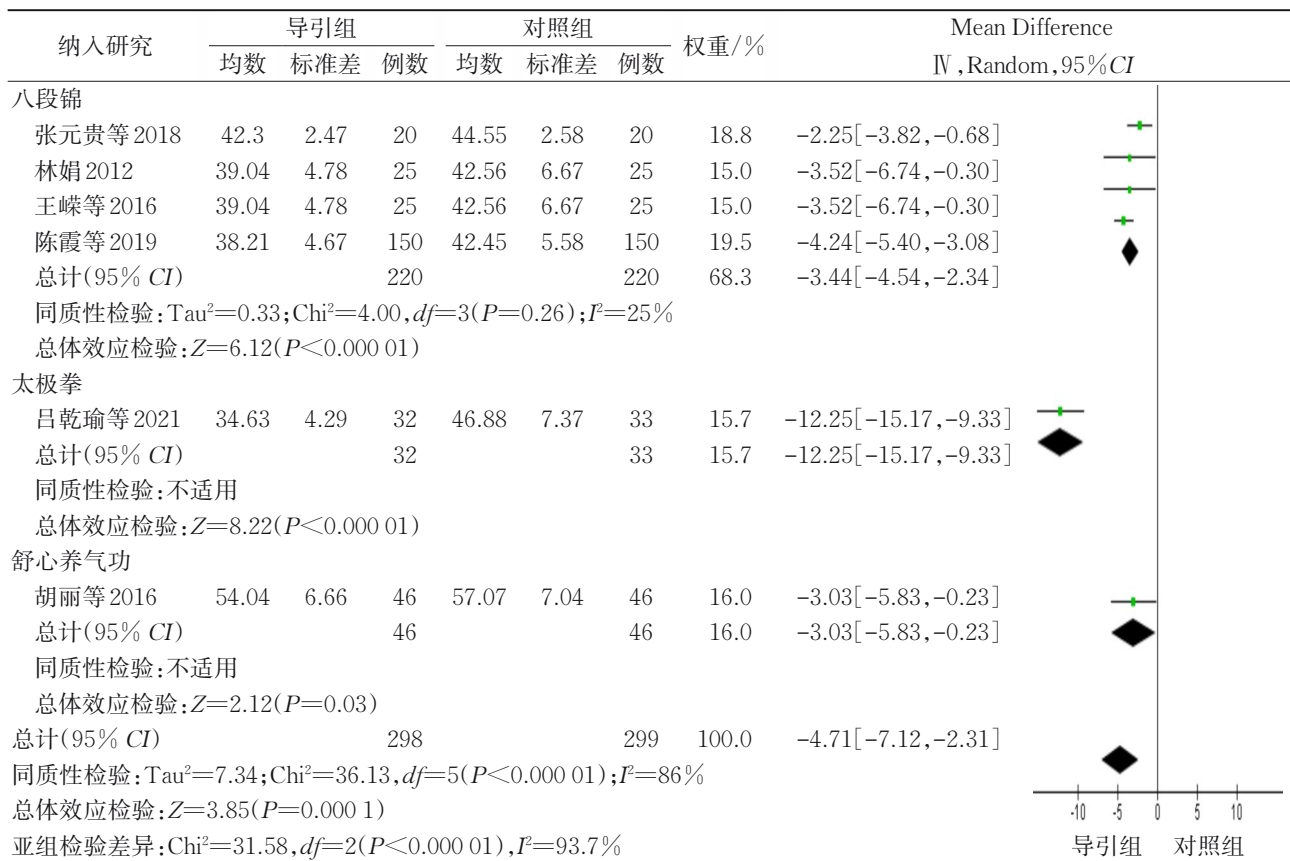 纳入研究 导引组 对照组 权重/% Mean Difference
均数 标准差 例数 均数 标准差 例数 Ⅳ,Random,95%CI
八段锦
张元贵等2018 42.3 2.47 20 44.55 2.58 20 18.8 -2.25[-3.82,-0.68]
林娟2012 39.04 4.78 25 42.56 6.67 25 15.0 -3.52[-6.74,-0.30]
王嵘等2016 39.04 4.78 25 42.56 6.67 25 15.0 -3.52[-6.74,-0.30]
陈霞等2019 38.21 4.67 150 42.45 5.58 150 19.5 -4.24[-5.40,-3.08]
总计(95% CI) 220 220 68.3 -3.44[-4.54,-2.34]
同质性检验:Tau²=0.33;Chi²=4.00,df=3(P=0.26);I²=25%
总体效应检验:Z=6.12(P<0.000 01)
太极拳
吕乾瑜等2021 34.63 4.29 32 46.88 7.37 33 15.7 -12.25[-15.17,-9.33]
总计(95% CI) 32 33 15.7 -12.25[-15.17,-9.33]
同质性检验:不适用
总体效应检验:Z=8.22(P<0.000 01)
舒心养气功
胡丽等2016 54.04 6.66 46 57.07 7.04 46 16.0 -3.03[-5.83,-0.23]
总计(95% CI) 46 46 16.0 -3.03[-5.83,-0.23]
同质性检验:不适用
总体效应检验:Z=2.12(P=0.03)
总计(95% CI) 298 299 100.0 -4.71[-7.12,-2.31]
同质性检验:Tau²=7.34;Chi²=36.13,df=5(P<0.000 01);I²=86%
总体效应检验:Z=3.85(P=0.000 1)
亚组检验差异:Chi²=31.58,df=2(P<0.000 01),I²=93.7%
-10 -5 0 5 10
导引组 对照组